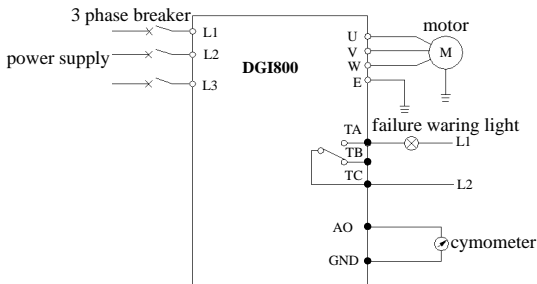 3 phase breaker
L1
power supply
L2
L3
DGI800
U
V
W
E
motor
M
TA
failure waring light
L1
TB
TC
L2
AO
cymometer
GND